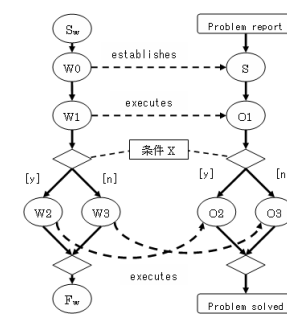 Sw
Problem report
establishes
W0
S
executes
W1
O1
条件 X
[y]
[n]
[y]
[n
W2
W3
O2
O3
executes
Fw
Problem solved